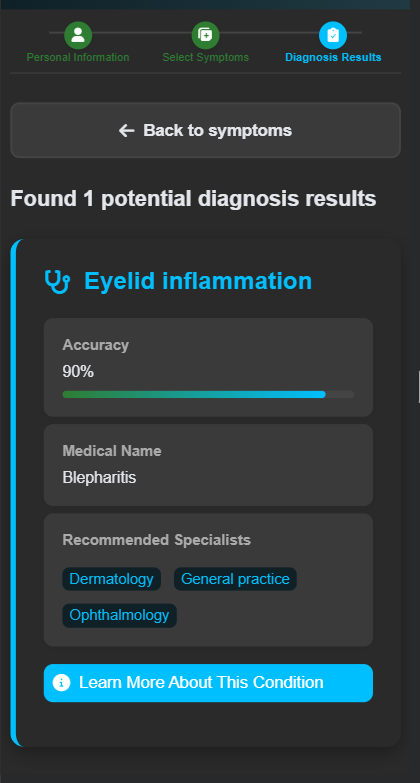 Personal Information
Select Symptoms
Diagnosis Results
Back to symptoms
Found 1 potential diagnosis results
Eyelid inflammation
Accuracy
90%
Medical Name
Blepharitis
Recommended Specialists
Dermatology
General practice
Ophthalmology
Learn More About This Condition